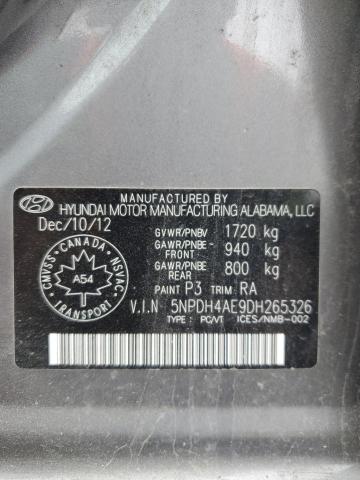 MANUFACTURED BY
HYUNDAI MOTOR MANUFACTURING ALABAMA, LLC
Dec/10/12
GVWR/PNBV 1720 kg
GAWR/PNBE-FRONT 940 kg
GAWR/PNBE-REAR 800 kg
PAINT P3 TRIM RA
CANADA
CMVSS NSVAC
A54
TRANSPORT
V.I.N 5NPDH4AE9DH265326
TYPE: PC/VT ICES/NMB-002